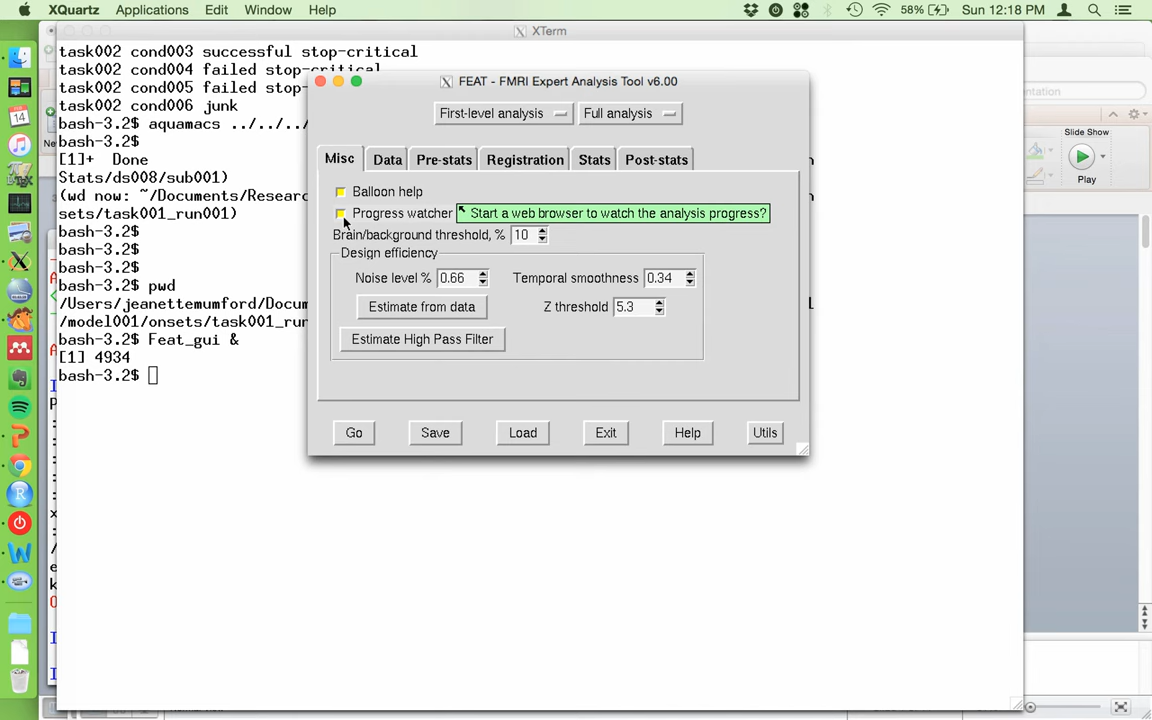 XQuartz Applications Edit Window Help 58% Sun 12:18 PM
XTerm
task002 cond003 successful stop-critical
task002 cond004 failed stop-critical
task002 cond005 failed stop-
task002 cond006 junk
bash-3.2$ aquamacs ../../../
bash-3.2$
[1]+ Done
Stats/ds008/sub001)
(wd now: ~/Documents/Resear
sets/task001_run001)
bash-3.2$
bash-3.2$
bash-3.2$
bash-3.2$ pwd
/Users/jeanettemumford/Docum
/model001/onsets/task001_run
bash-3.2$ Feat_gui &
[1] 4934
bash-3.2$
FEAT - FMRI Expert Analysis Tool v6.00
First-level analysis Full analysis
Misc Data Pre-stats Registration Stats Post-stats
Balloon help
Progress watcher Start a web browser to watch the analysis progress?
Brain/background threshold, % 10
Design efficiency
Noise level % 0.66 Temporal smoothness 0.34
Estimate from data Z threshold 5.3
Estimate High Pass Filter
Go Save Load Exit Help Utils
Slide Show
Play